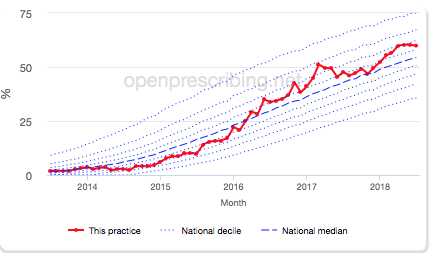 75
50
25
0
%
openprescribing.net
2014 2015 2016 2017 2018
Month
This practice National decile National median